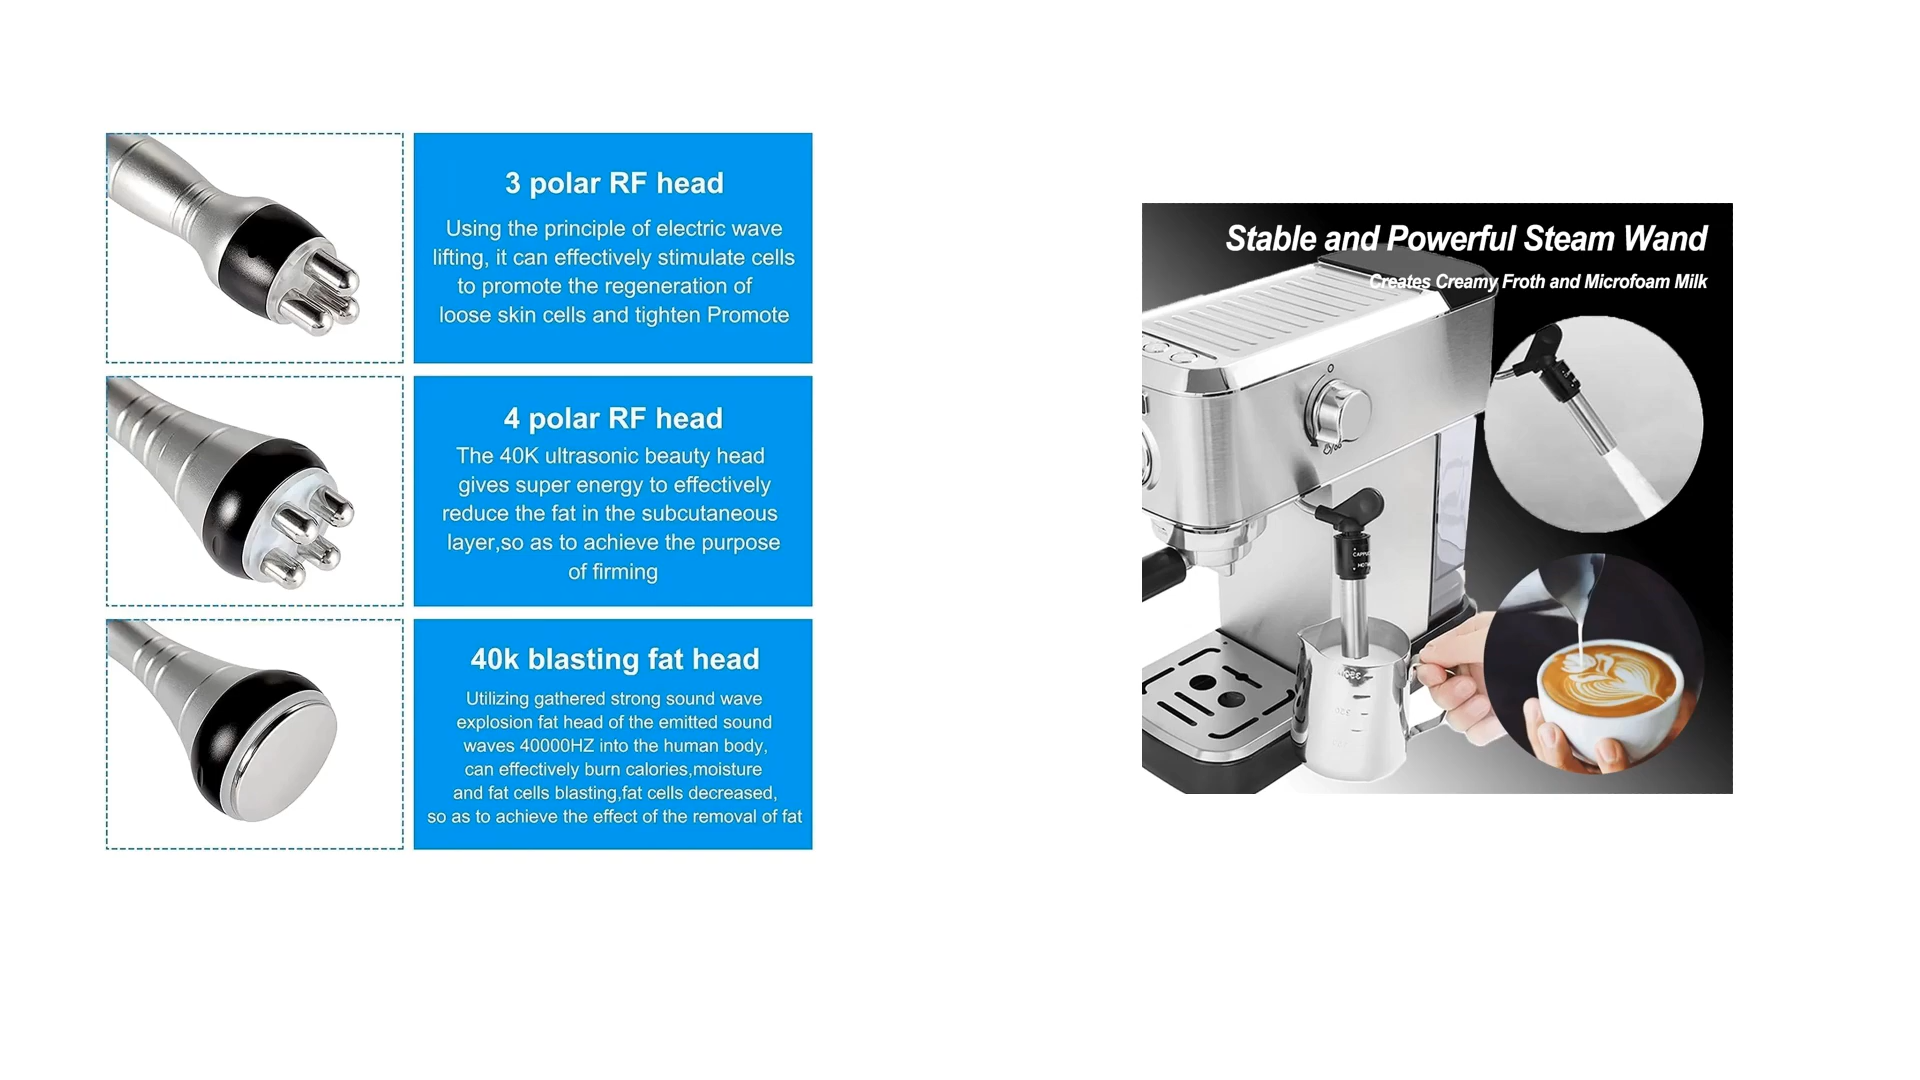 3 polar RF head
Using the principle of electric wave
lifting, it can effectively stimulate cells
to promote the regeneration of
loose skin cells and tighten Promote
4 polar RF head
The 40K ultrasonic beauty head
gives super energy to effectively
reduce the fat in the subcutaneous
layer,so as to achieve the purpose
of firming
40k blasting fat head
Utilizing gathered strong sound wave
explosion fat head of the emitted sound
waves 40000HZ into the human body,
can effectively burn calories,moisture
and fat cells blasting,fat cells decreased,
so as to achieve the effect of the removal of fat
Stable and Powerful Steam Wand
Creates Creamy Froth and Microfoam Milk